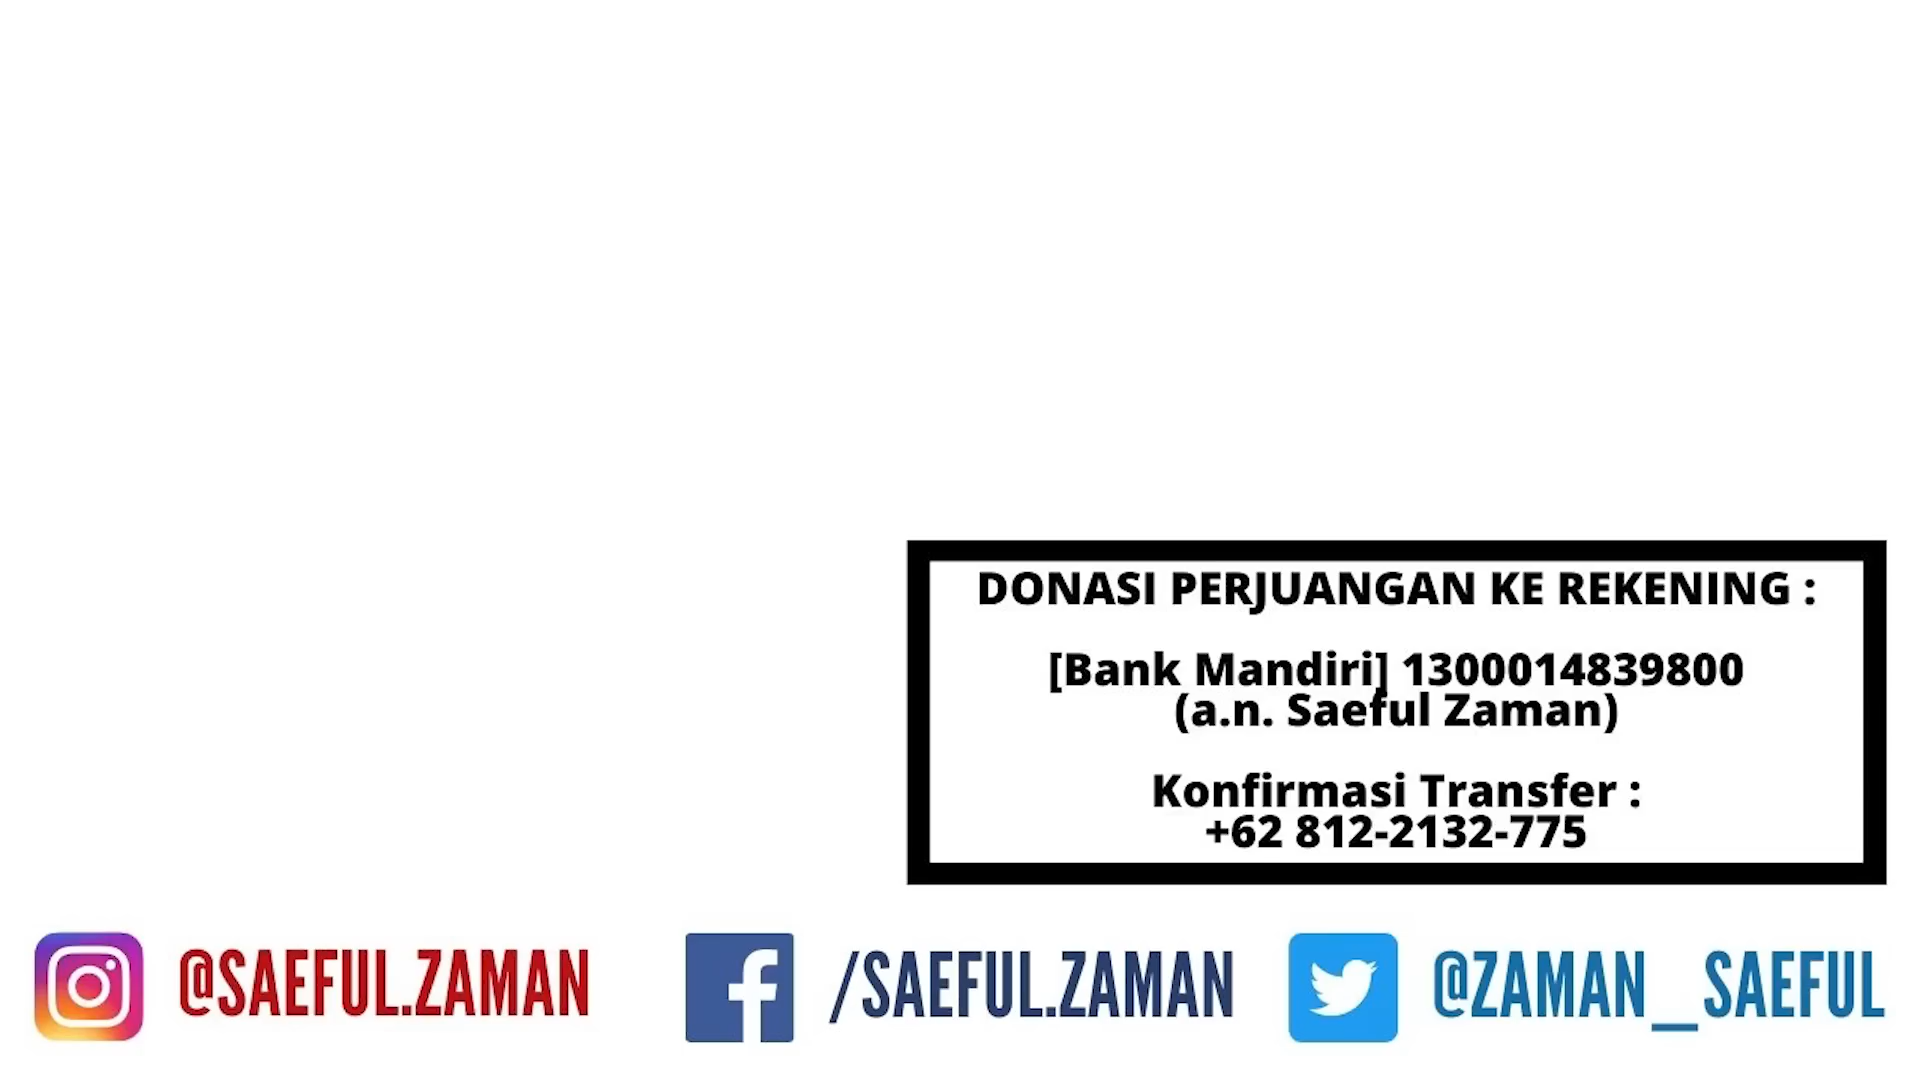 DONASI PERJUANGAN KE REKENING :
[Bank Mandiri] 1300014839800
(a.n. Saeful Zaman)
Konfirmasi Transfer :
+62 812-2132-775
@SAEFUL.ZAMAN
/SAEFUL.ZAMAN
@ZAMAN_SAEFUL